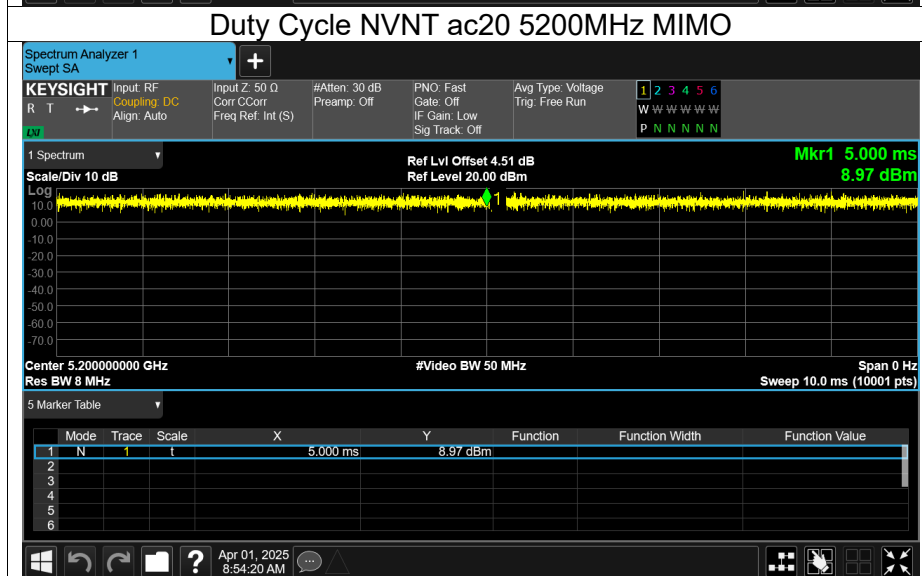 Duty Cycle NVNT ac20 5200MHz MIMO
Spectrum Analyzer 1
Swept SA
+
KEYSIGHT Input: RF Input Z: 50 Ω #Atten: 30 dB PNO: Fast Avg Type: Voltage 1 2 3 4 5 6
R T Coupling: DC Corr CCorr Preamp: Off Gate: Off Trig: Free Run W W W W W W
Align: Auto Freq Ref: Int (S) IF Gain: Low
LXI Sig Track: Off P N N N N N
1 Spectrum Ref Lvl Offset 4.51 dB Mkr1 5.000 ms
Scale/Div 10 dB Ref Level 20.00 dBm 8.97 dBm
Log
10.0 1
0.00
-10.0
-20.0
-30.0
-40.0
-50.0
-60.0
-70.0
Center 5.200000000 GHz #Video BW 50 MHz Span 0 Hz
Res BW 8 MHz Sweep 10.0 ms (10001 pts)
5 Marker Table
Mode Trace Scale X Y Function Function Width Function Value
1 N 1 t 5.000 ms 8.97 dBm
2
3
4
5
6
? Apr 01, 2025
8:54:20 AM